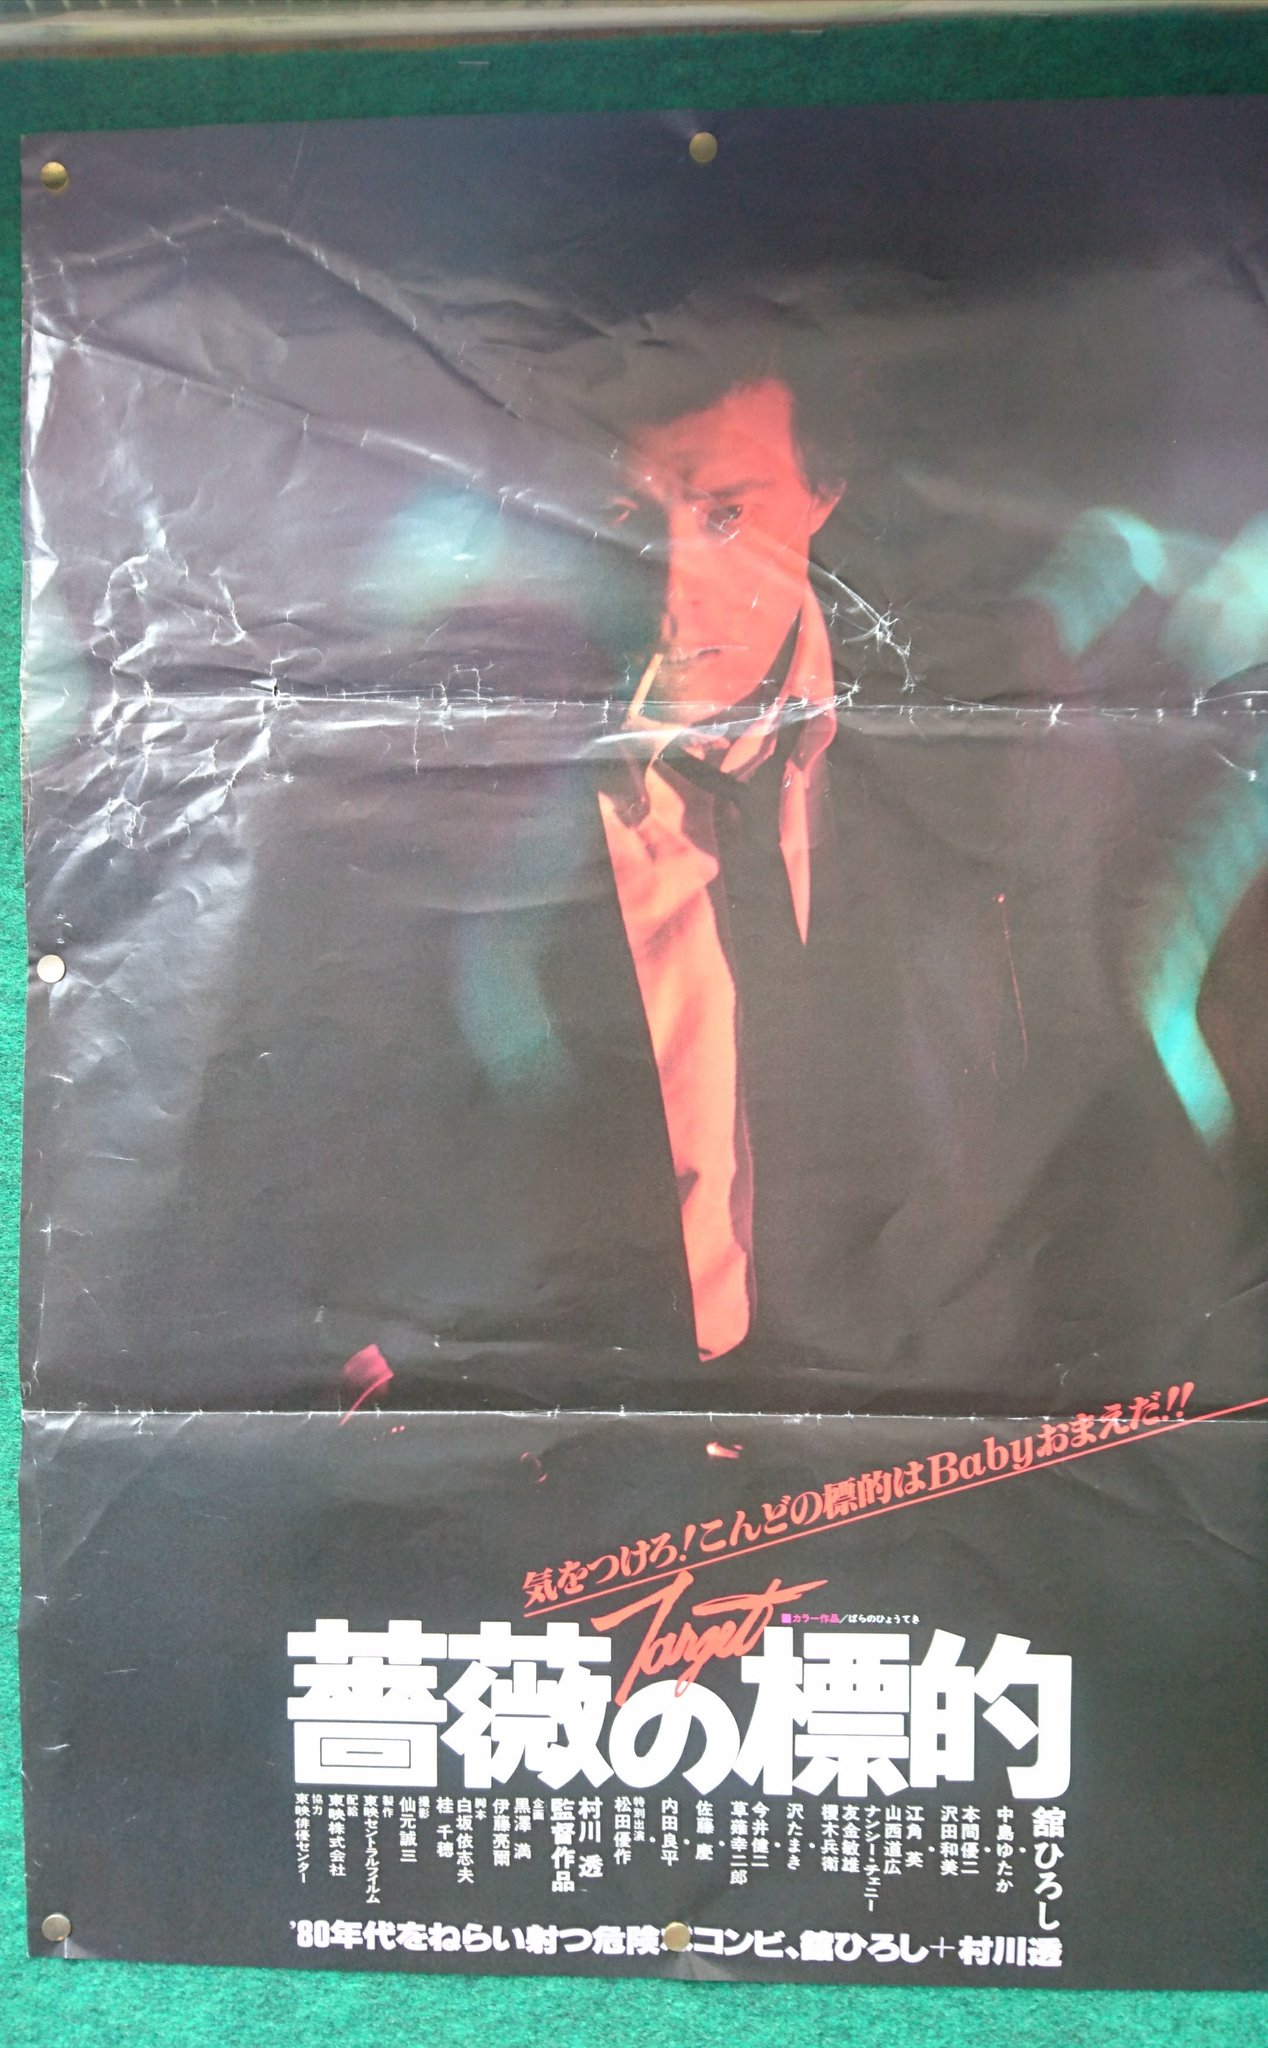 気をつけろ!こんどの標的はBabyおまえだ!!
Target
カラー作品/ばらのひょうてき
薔薇の標的
舘ひろし
中島ゆたか
沢田和美
本間優二
江角英
山西道広
ナンシー・チェニー
友金敏雄
榎木兵衛
沢たまき
今井健二
草薙幸二郎
佐藤慶
内田良平
特別出演
松田優作
村川透
監督作品
企画
黒澤満
伊藤亮爾
脚本
白坂依志夫
桂千穂
撮影
仙元誠三
製作
東映セントラルフィルム
配給
東映株式会社
協力
東映俳優センター
'80年代をねらい射つ危険なコンビ、舘ひろし+村川透